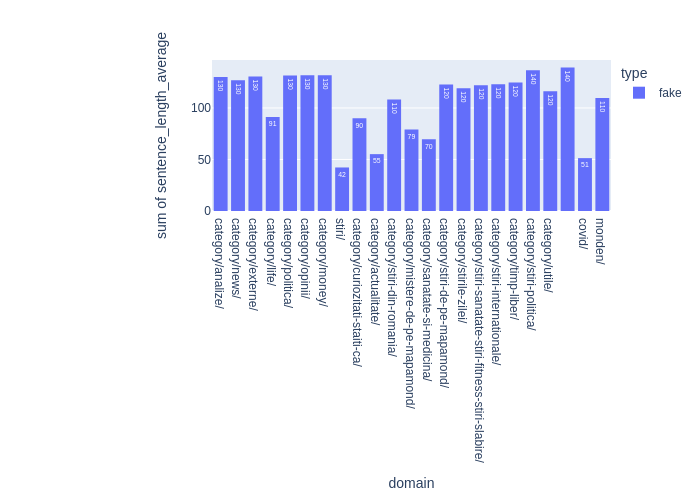 sum of sentence_length_average
type
fake
100
50
0
130
130
130
91
130
130
130
42
90
55
110
79
70
120
120
120
120
120
140
120
140
51
110
category/analize/
category/news/
category/externe/
category/life/
category/politica/
category/opinii/
category/money/
stiri/
category/curiozitati-staiti-ca/
category/actualitate/
category/stiri-din-romania/
category/mistere-de-pe-mapamond/
category/sanatate-si-medicina/
category/stiri-de-pe-mapamond/
category/stirile-zilei/
category/stiri-sanatate-stiri-fitness-stiri-slabire/
category/stiri-internationale/
category/timp-liber/
category/stiri-politica/
category/utile/
covid/
monden/
domain